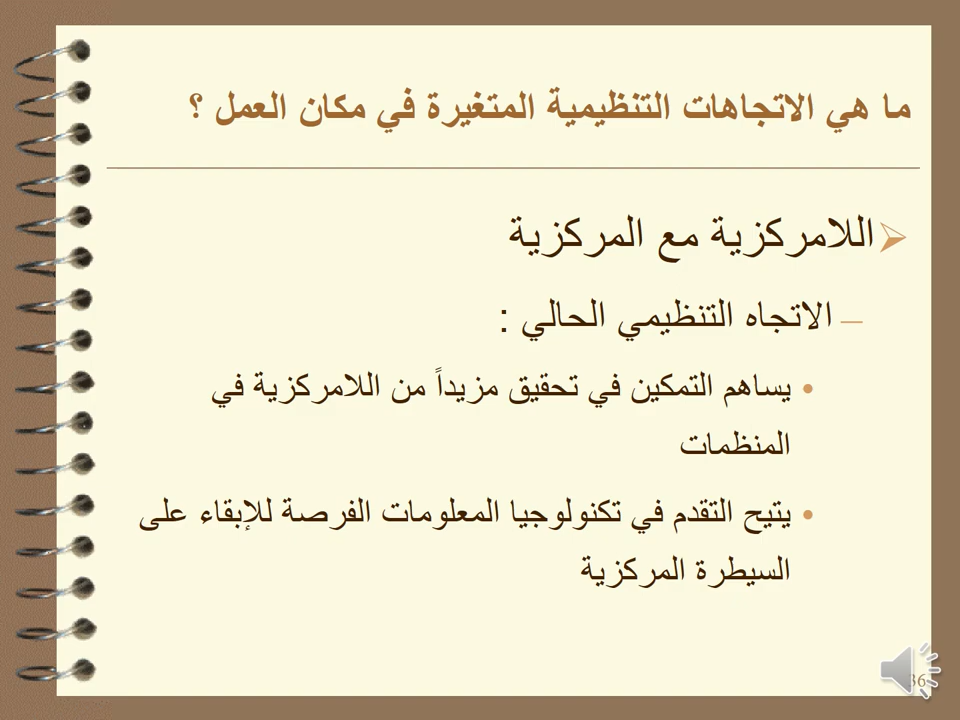 ما هي الاتجاهات التنظيمية المتغيرة في مكان العمل ؟
اللامركزية مع المركزية
– الاتجاه التنظيمي الحالي :
• يساهم التمكين في تحقيق مزيداً من اللامركزية في
المنظمات
• يتيح التقدم في تكنولوجيا المعلومات الفرصة للإبقاء على
السيطرة المركزية
36